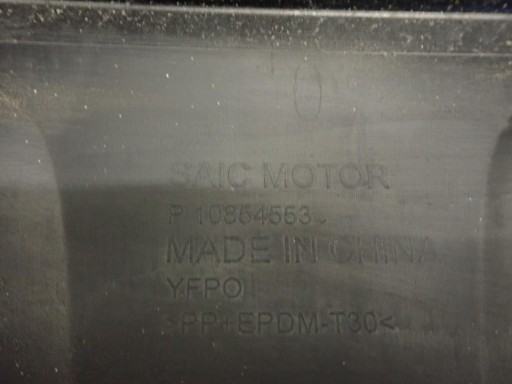 SAIC MOTOR
P 10854553
MADE IN CHINA
YFPO
>PP+EPDM-T30<